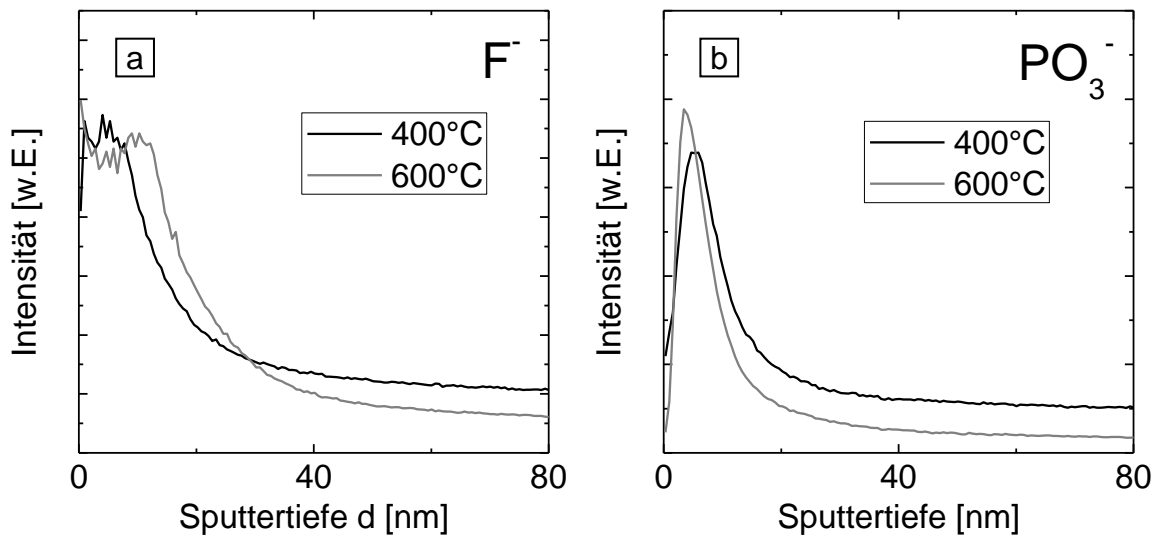 a
F⁻
400°C
600°C
Intensität [w.E.]
0
40
80
Sputtertiefe d [nm]
b
PO₃⁻
400°C
600°C
Intensität [w.E.]
0
40
80
Sputtertiefe [nm]